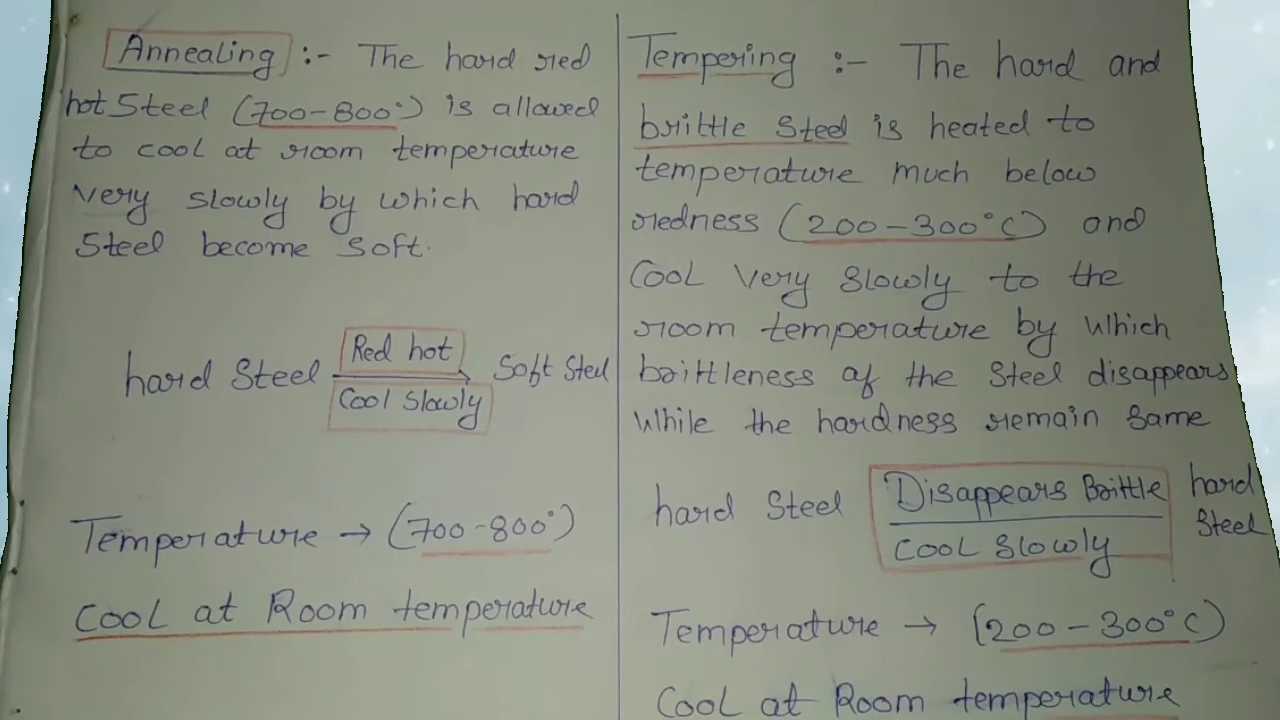 Annealing :- The hard red
hot Steel (700-800°) is allowed
to cool at room temperature
very slowly by which hard
Steel become soft.
hard Steel Red hot Soft Steel
Cool Slowly
Temperature → (700-800°)
Cool at Room temperature
Tempering :- The hard and
brittle Steel is heated to
temperature much below
redness (200-300°C) and
Cool very slowly to the
room temperature by which
brittleness of the Steel disappears
While the hardness remain same
hard Steel Disappears Brittle hard
Cool Slowly Steel
Temperature → (200-300°C)
Cool at Room temperature